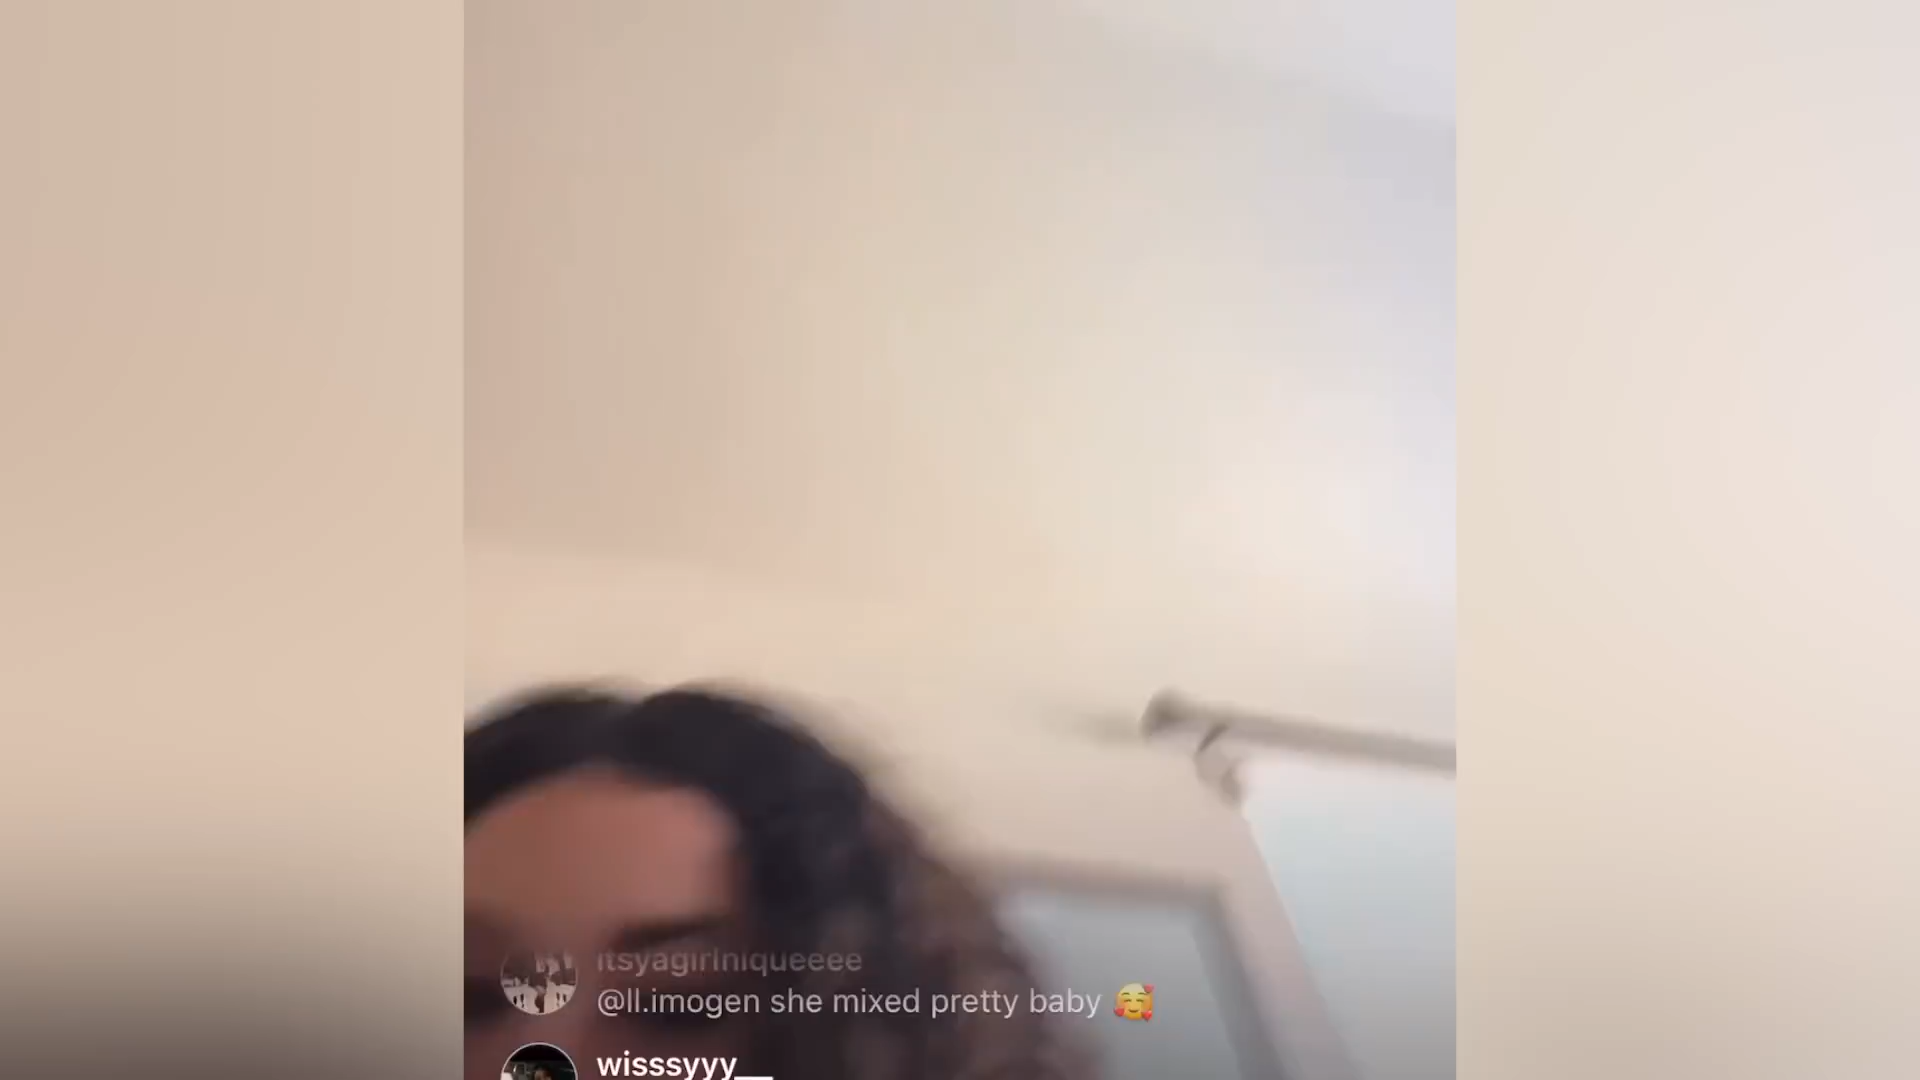 itsyagirlniqueeee
@ll.imogen she mixed pretty baby 🥰
wisssyyy__